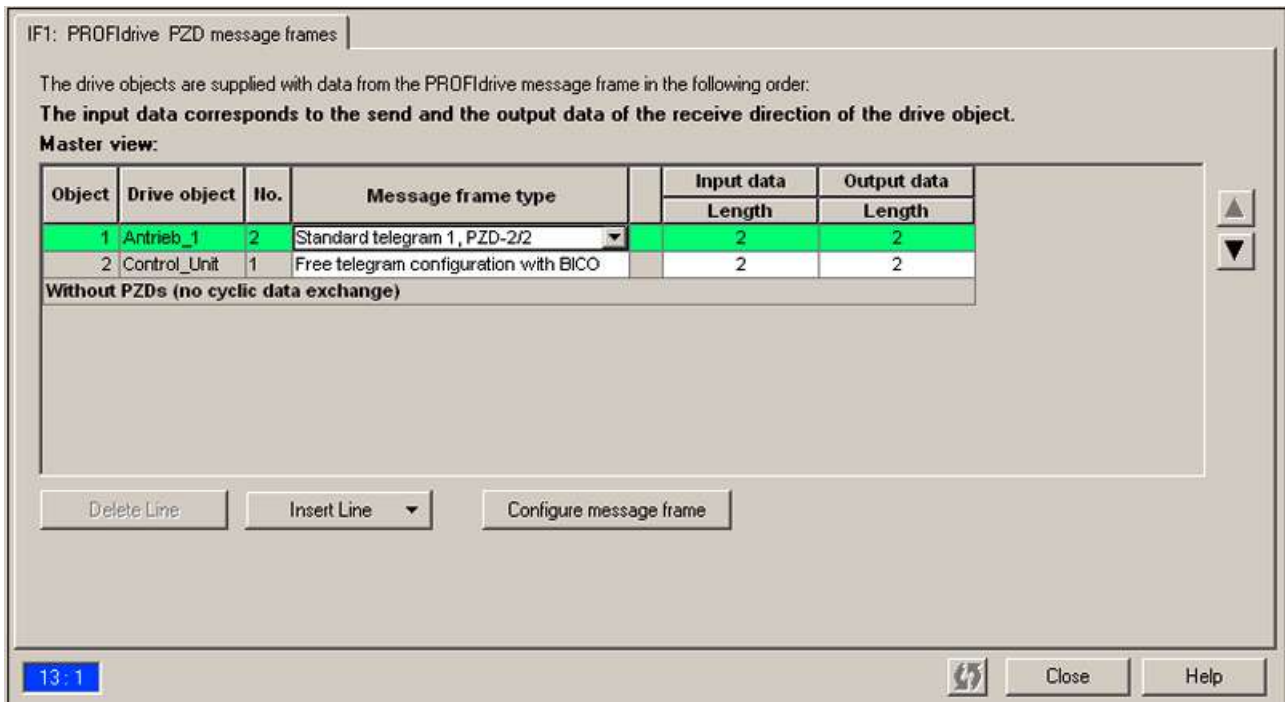 IF1: PROFIdrive PZD message frames
The drive objects are supplied with data from the PROFIdrive message frame in the following order:
The input data corresponds to the send and the output data of the receive direction of the drive object.
Master view:
Object Drive object No. Message frame type Input data Output data
Length Length
1 Antrieb_1 2 Standard telegram 1, PZD-2/2 2 2
2 Control_Unit 1 Free telegram configuration with BICO 2 2
Without PZDs (no cyclic data exchange)
Delete Line Insert Line Configure message frame
13 : 1 Close Help